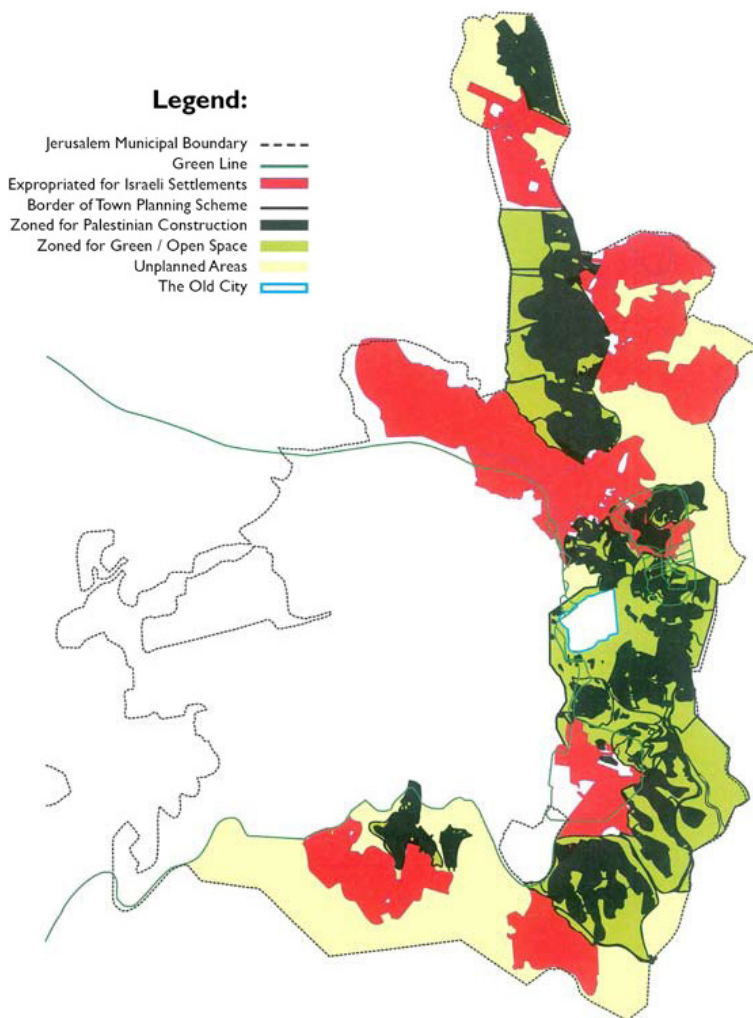 Legend:
Jerusalem Municipal Boundary
Green Line
Expropriated for Israeli Settlements
Border of Town Planning Scheme
Zoned for Palestinian Construction
Zoned for Green / Open Space
Unplanned Areas
The Old City